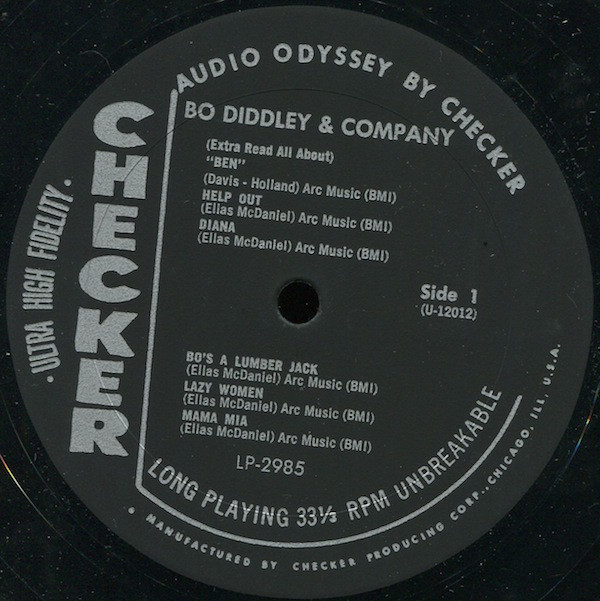 AUDIO ODYSSEY BY CHECKER
CHECKER
• ULTRA HIGH FIDELITY •
BO DIDDLEY & COMPANY
(Extra Read All About)
"BEN"
(Davis - Holland) Arc Music (BMI)
HELP OUT
(Ellas McDaniel) Arc Music (BMI)
DIANA
(Ellas McDaniel) Arc Music (BMI)
Side 1
(U-12012)
BO'S A LUMBER JACK
(Ellas McDaniel) Arc Music (BMI)
LAZY WOMEN
(Ellas McDaniel) Arc Music (BMI)
MAMA MIA
(Ellas McDaniel) Arc Music (BMI)
LP-2985
LONG PLAYING 33⅓ RPM UNBREAKABLE
• MANUFACTURED BY CHECKER PRODUCING CORP., CHICAGO, ILL, U.S.A.